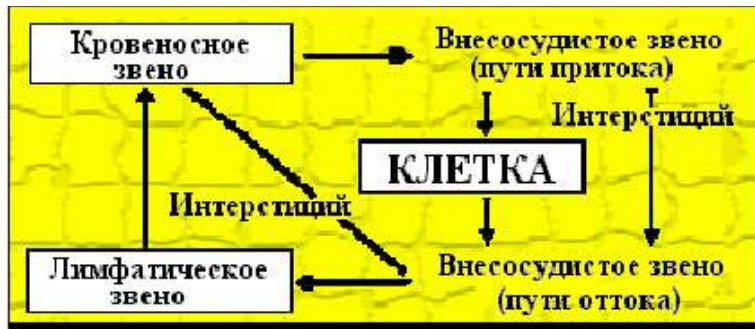 Кровеносное
звено
Внесосудистое звено
(пути притока)
Интерстиций
КЛЕТКА
Интерстиций
Лимфатическое
звено
Внесосудистое звено
(пути оттока)